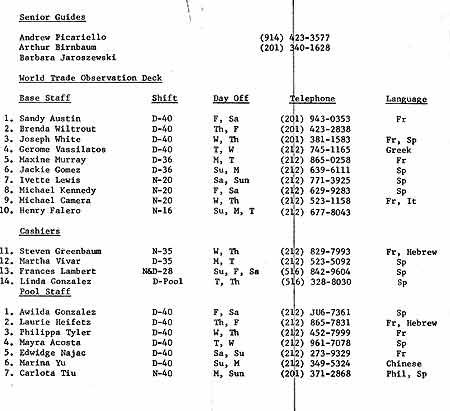 Senior Guides
Andrew Picariello (914) 423-3577
Arthur Birnbaum (201) 340-1628
Barbara Jaroszewski
World Trade Observation Deck
Base Staff Shift Day Off Telephone Language
1. Sandy Austin D-40 F, Sa (201) 943-0353 Fr
2. Brenda Wiltrout D-40 Th, F (201) 423-2838
3. Joseph White D-40 W, Th (201) 381-1583 Fr, Sp
4. Gerome Vassilatos D-40 T, W (212) 745-1165 Greek
5. Maxine Murray D-36 M, T (212) 865-0258 Fr
6. Jackie Gomez D-36 Su, M (212) 639-6111 Sp
7. Ivette Lewis N-20 Sa, Sun (212) 771-3925 Sp
8. Michael Kennedy N-20 F, Sa (212) 629-9283 Sp
9. Michael Camera N-20 W, Th (212) 523-1158 Fr, It
10. Henry Falero N-16 Su, M, T (212) 677-8043
Cashiers
11. Steven Greenbaum N-35 W, Th (212) 829-7993 Fr, Hebrew
12. Martha Vivar D-35 M, T (212) 523-5092 Sp
13. Frances Lambert N&D-28 Su, F, Sa (516) 842-9604 Sp
14. Linda Gonzalez D-Pool T, Th (516) 328-8030 Sp
Pool Staff
1. Awilda Gonzalez D-40 F, Sa (212) JU6-7361 Sp
2. Laurie Heifetz D-40 Th, F (212) 865-7831 Fr, Hebrew
3. Philippa Tyler D-40 W, Th (212) 452-7999 Fr
4. Mayra Acosta D-40 T, W (212) 961-7078 Sp
5. Edwidge Najac D-40 Sa, Su (212) 273-9329 Fr
6. Marina Yu D-40 Su, M (212) 349-5324 Chinese
7. Carlota Tiu N-40 M, Sun (201) 371-2868 Phil, Sp